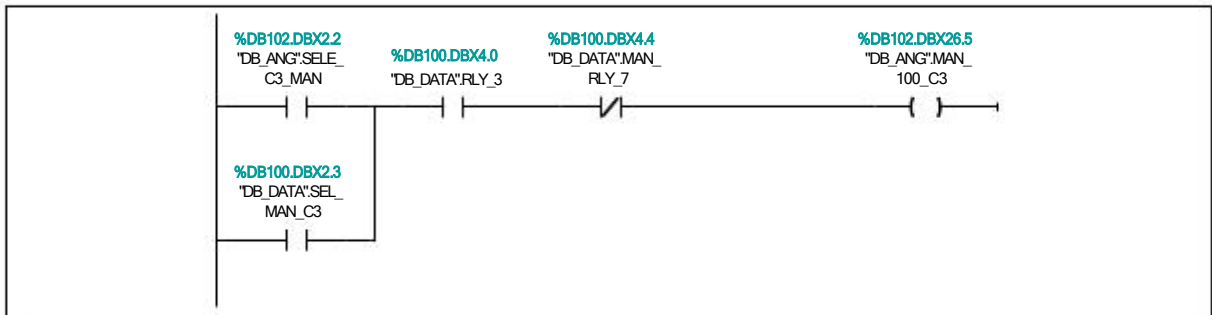 %DB102.DBX2.2
"DB_ANG".SELE_
C3_MAN
%DB100.DBX4.0
"DB_DATA".RLY_3
%DB100.DBX4.4
"DB_DATA".MAN_
RLY_7
%DB102.DBX26.5
"DB_ANG".MAN_
100_C3
%DB100.DBX2.3
"DB_DATA".SEL_
MAN_C3